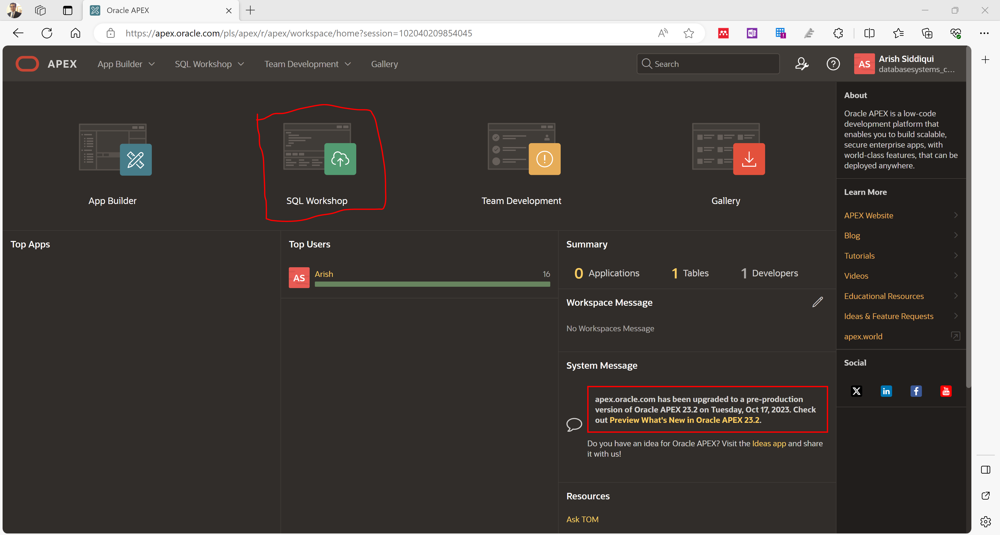 Oracle APEX
https://apex.oracle.com/pls/apex/r/apex/workspace/home?session=102040209854045
APEX
App Builder
SQL Workshop
Team Development
Gallery
Search
AS
Arish Siddiqui
databasesystems_c...
App Builder
SQL Workshop
Team Development
Gallery
Top Apps
Top Users
AS
Arish
16
Summary
0 Applications
1 Tables
1 Developers
Workspace Message
No Workspaces Message
System Message
apex.oracle.com has been upgraded to a pre-production
version of Oracle APEX 23.2 on Tuesday, Oct 17, 2023. Check
out Preview What's New in Oracle APEX 23.2.
Do you have an idea for Oracle APEX? Visit the Ideas app and share
it with us!
Resources
Ask TOM
About
Oracle APEX is a low-code
development platform that
enables you to build scalable,
secure enterprise apps, with
world-class features, that can be
deployed anywhere.
Learn More
APEX Website
Blog
Tutorials
Videos
Educational Resources
Ideas & Feature Requests
apex.world
Social
X
in
f
You
Tube